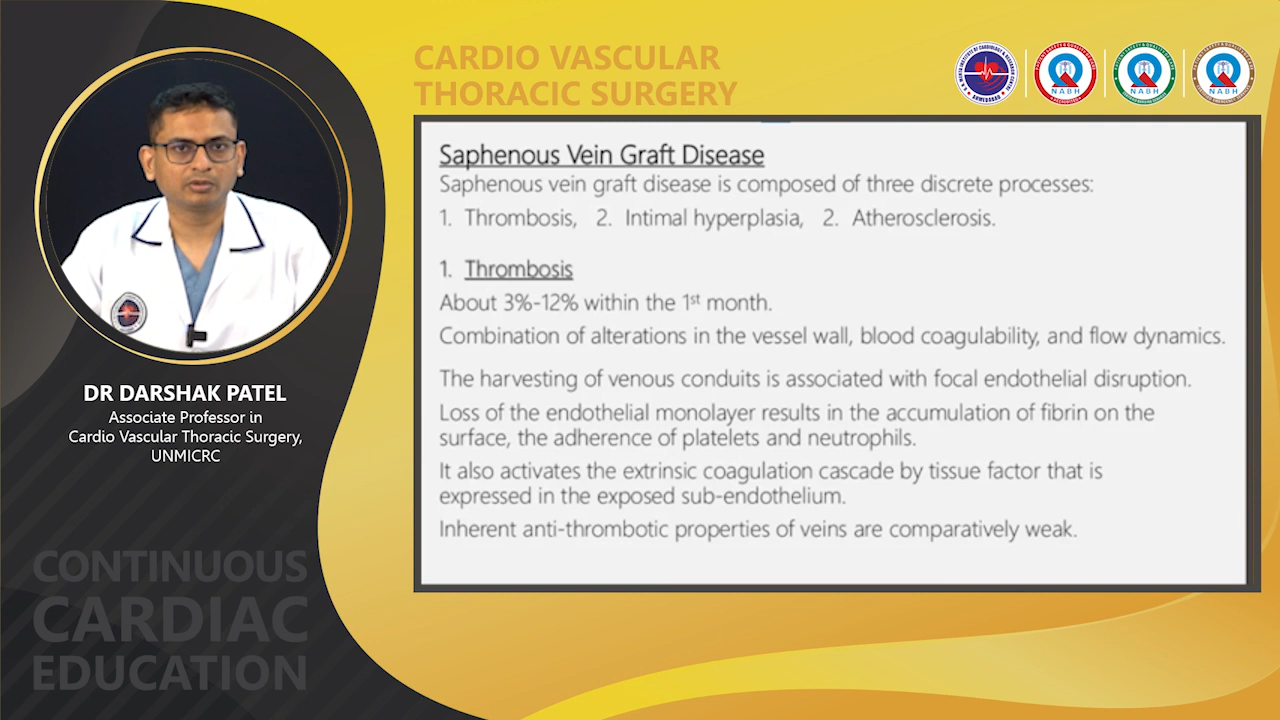 CARDIO VASCULAR
THORACIC SURGERY
NABH
NABH
NABH
Saphenous Vein Graft Disease
Saphenous vein graft disease is composed of three discrete processes:
1. Thrombosis, 2. Intimal hyperplasia, 2. Atherosclerosis.
1. Thrombosis
About 3%-12% within the 1st month.
Combination of alterations in the vessel wall, blood coagulability, and flow dynamics.
The harvesting of venous conduits is associated with focal endothelial disruption.
Loss of the endothelial monolayer results in the accumulation of fibrin on the
surface, the adherence of platelets and neutrophils.
It also activates the extrinsic coagulation cascade by tissue factor that is
expressed in the exposed sub-endothelium.
Inherent anti-thrombotic properties of veins are comparatively weak.
DR DARSHAK PATEL
Associate Professor in
Cardio Vascular Thoracic Surgery,
UNMICRC
CONTINUOUS
CARDIAC
EDUCATION